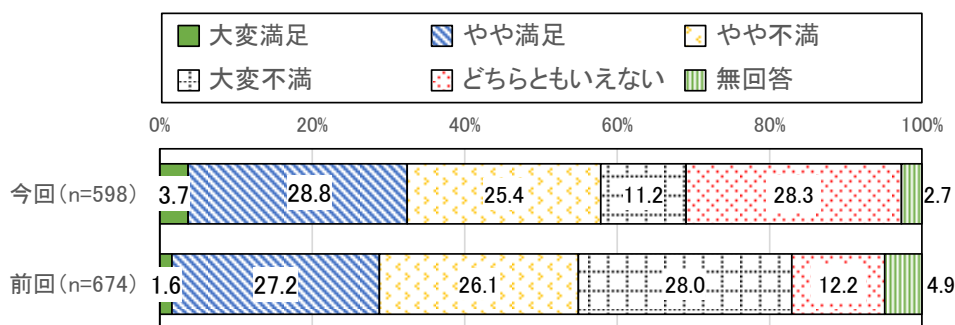 大変満足 やや満足 やや不満
大変不満 どちらともいえない 無回答
0% 20% 40% 60% 80% 100%
今回(n=598) 3.7 28.8 25.4 11.2 28.3 2.7
前回(n=674) 1.6 27.2 26.1 28.0 12.2 4.9